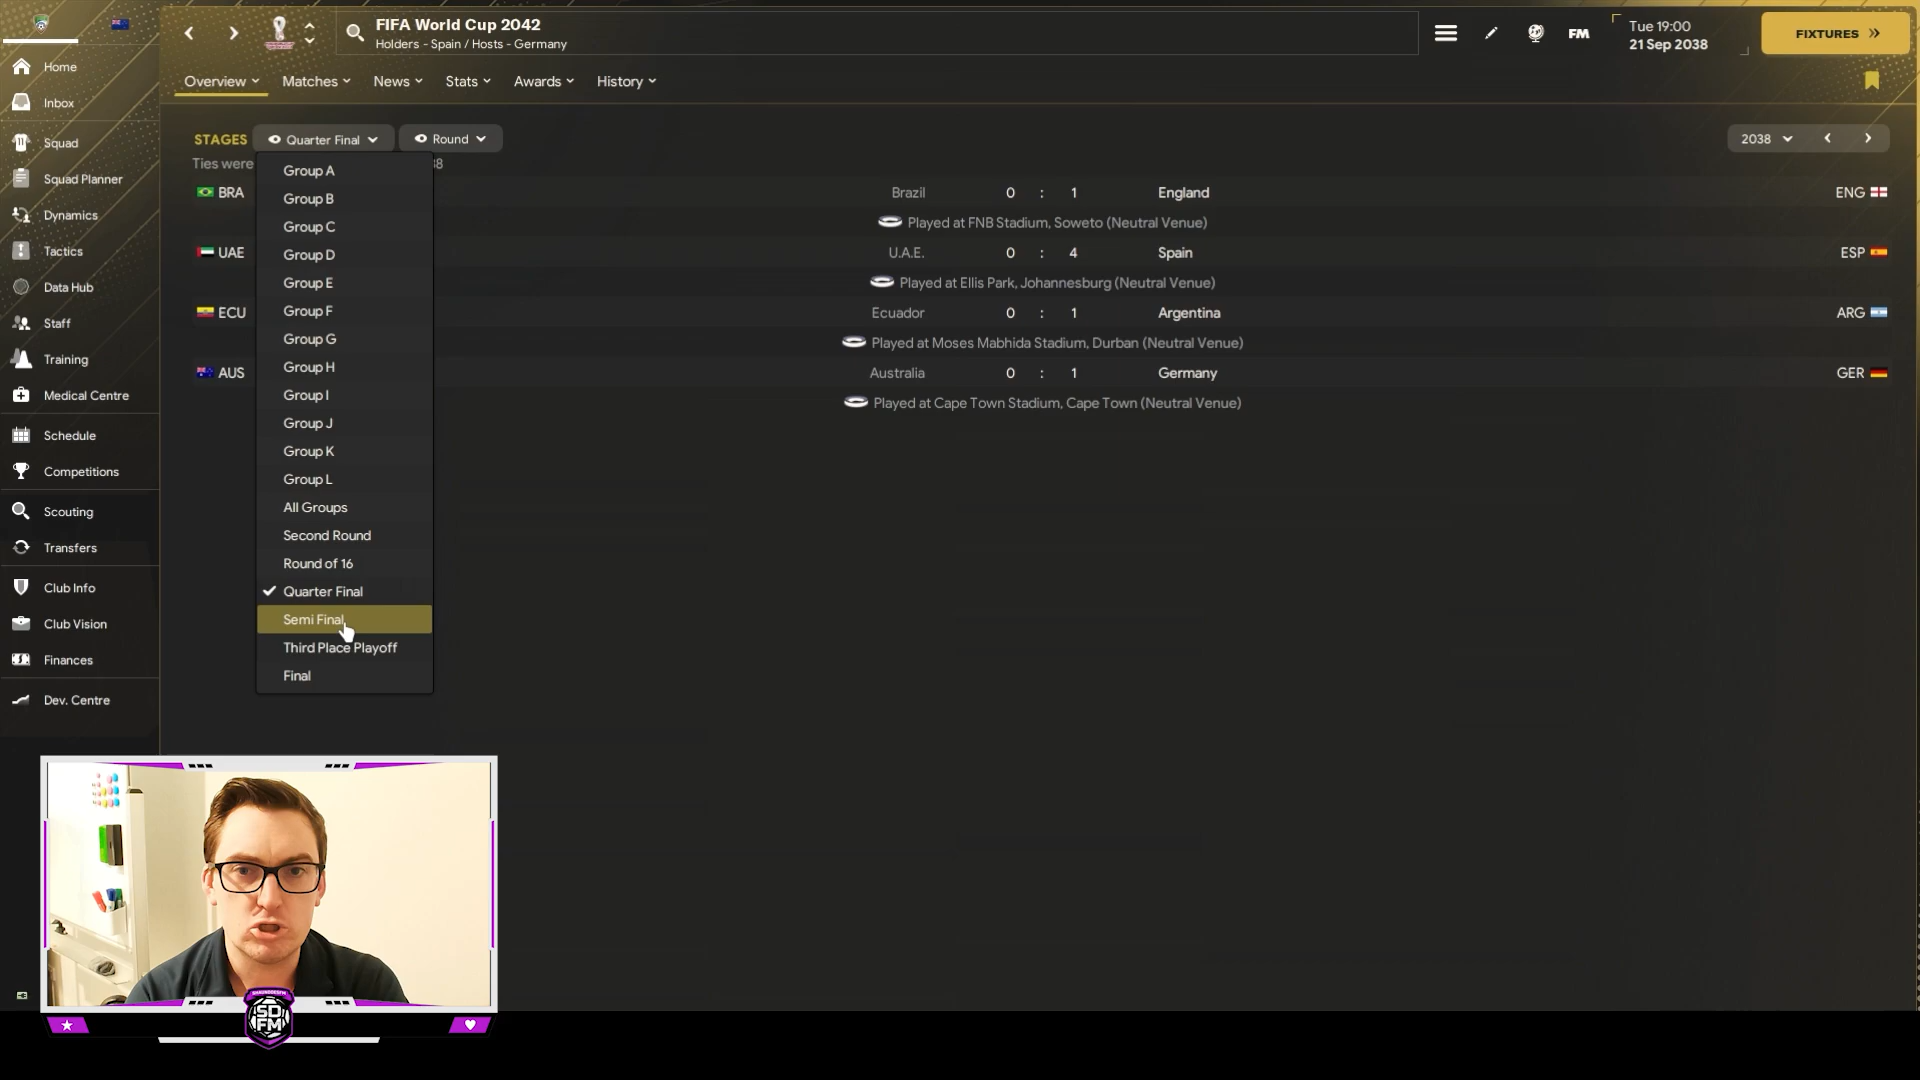 FIFA World Cup 2042
Holders - Spain / Hosts - Germany
FM
Tue 19:00
21 Sep 2038
FIXTURES
Home
Inbox
Squad
Squad Planner
Dynamics
Tactics
Data Hub
Staff
Training
Medical Centre
Schedule
Competitions
Scouting
Transfers
Club Info
Club Vision
Finances
Dev. Centre
Overview
Matches
News
Stats
Awards
History
STAGES
Quarter Final
Round
2038
Ties were
38
Group A
Group B
Group C
Group D
Group E
Group F
Group G
Group H
Group I
Group J
Group K
Group L
All Groups
Second Round
Round of 16
Quarter Final
Semi Final
Third Place Playoff
Final
BRA Brazil 0 : 1 England ENG
Played at FNB Stadium, Soweto (Neutral Venue)
UAE U.A.E. 0 : 4 Spain ESP
Played at Ellis Park, Johannesburg (Neutral Venue)
ECU Ecuador 0 : 1 Argentina ARG
Played at Moses Mabhida Stadium, Durban (Neutral Venue)
AUS Australia 0 : 1 Germany GER
Played at Cape Town Stadium, Cape Town (Neutral Venue)
SD
FM